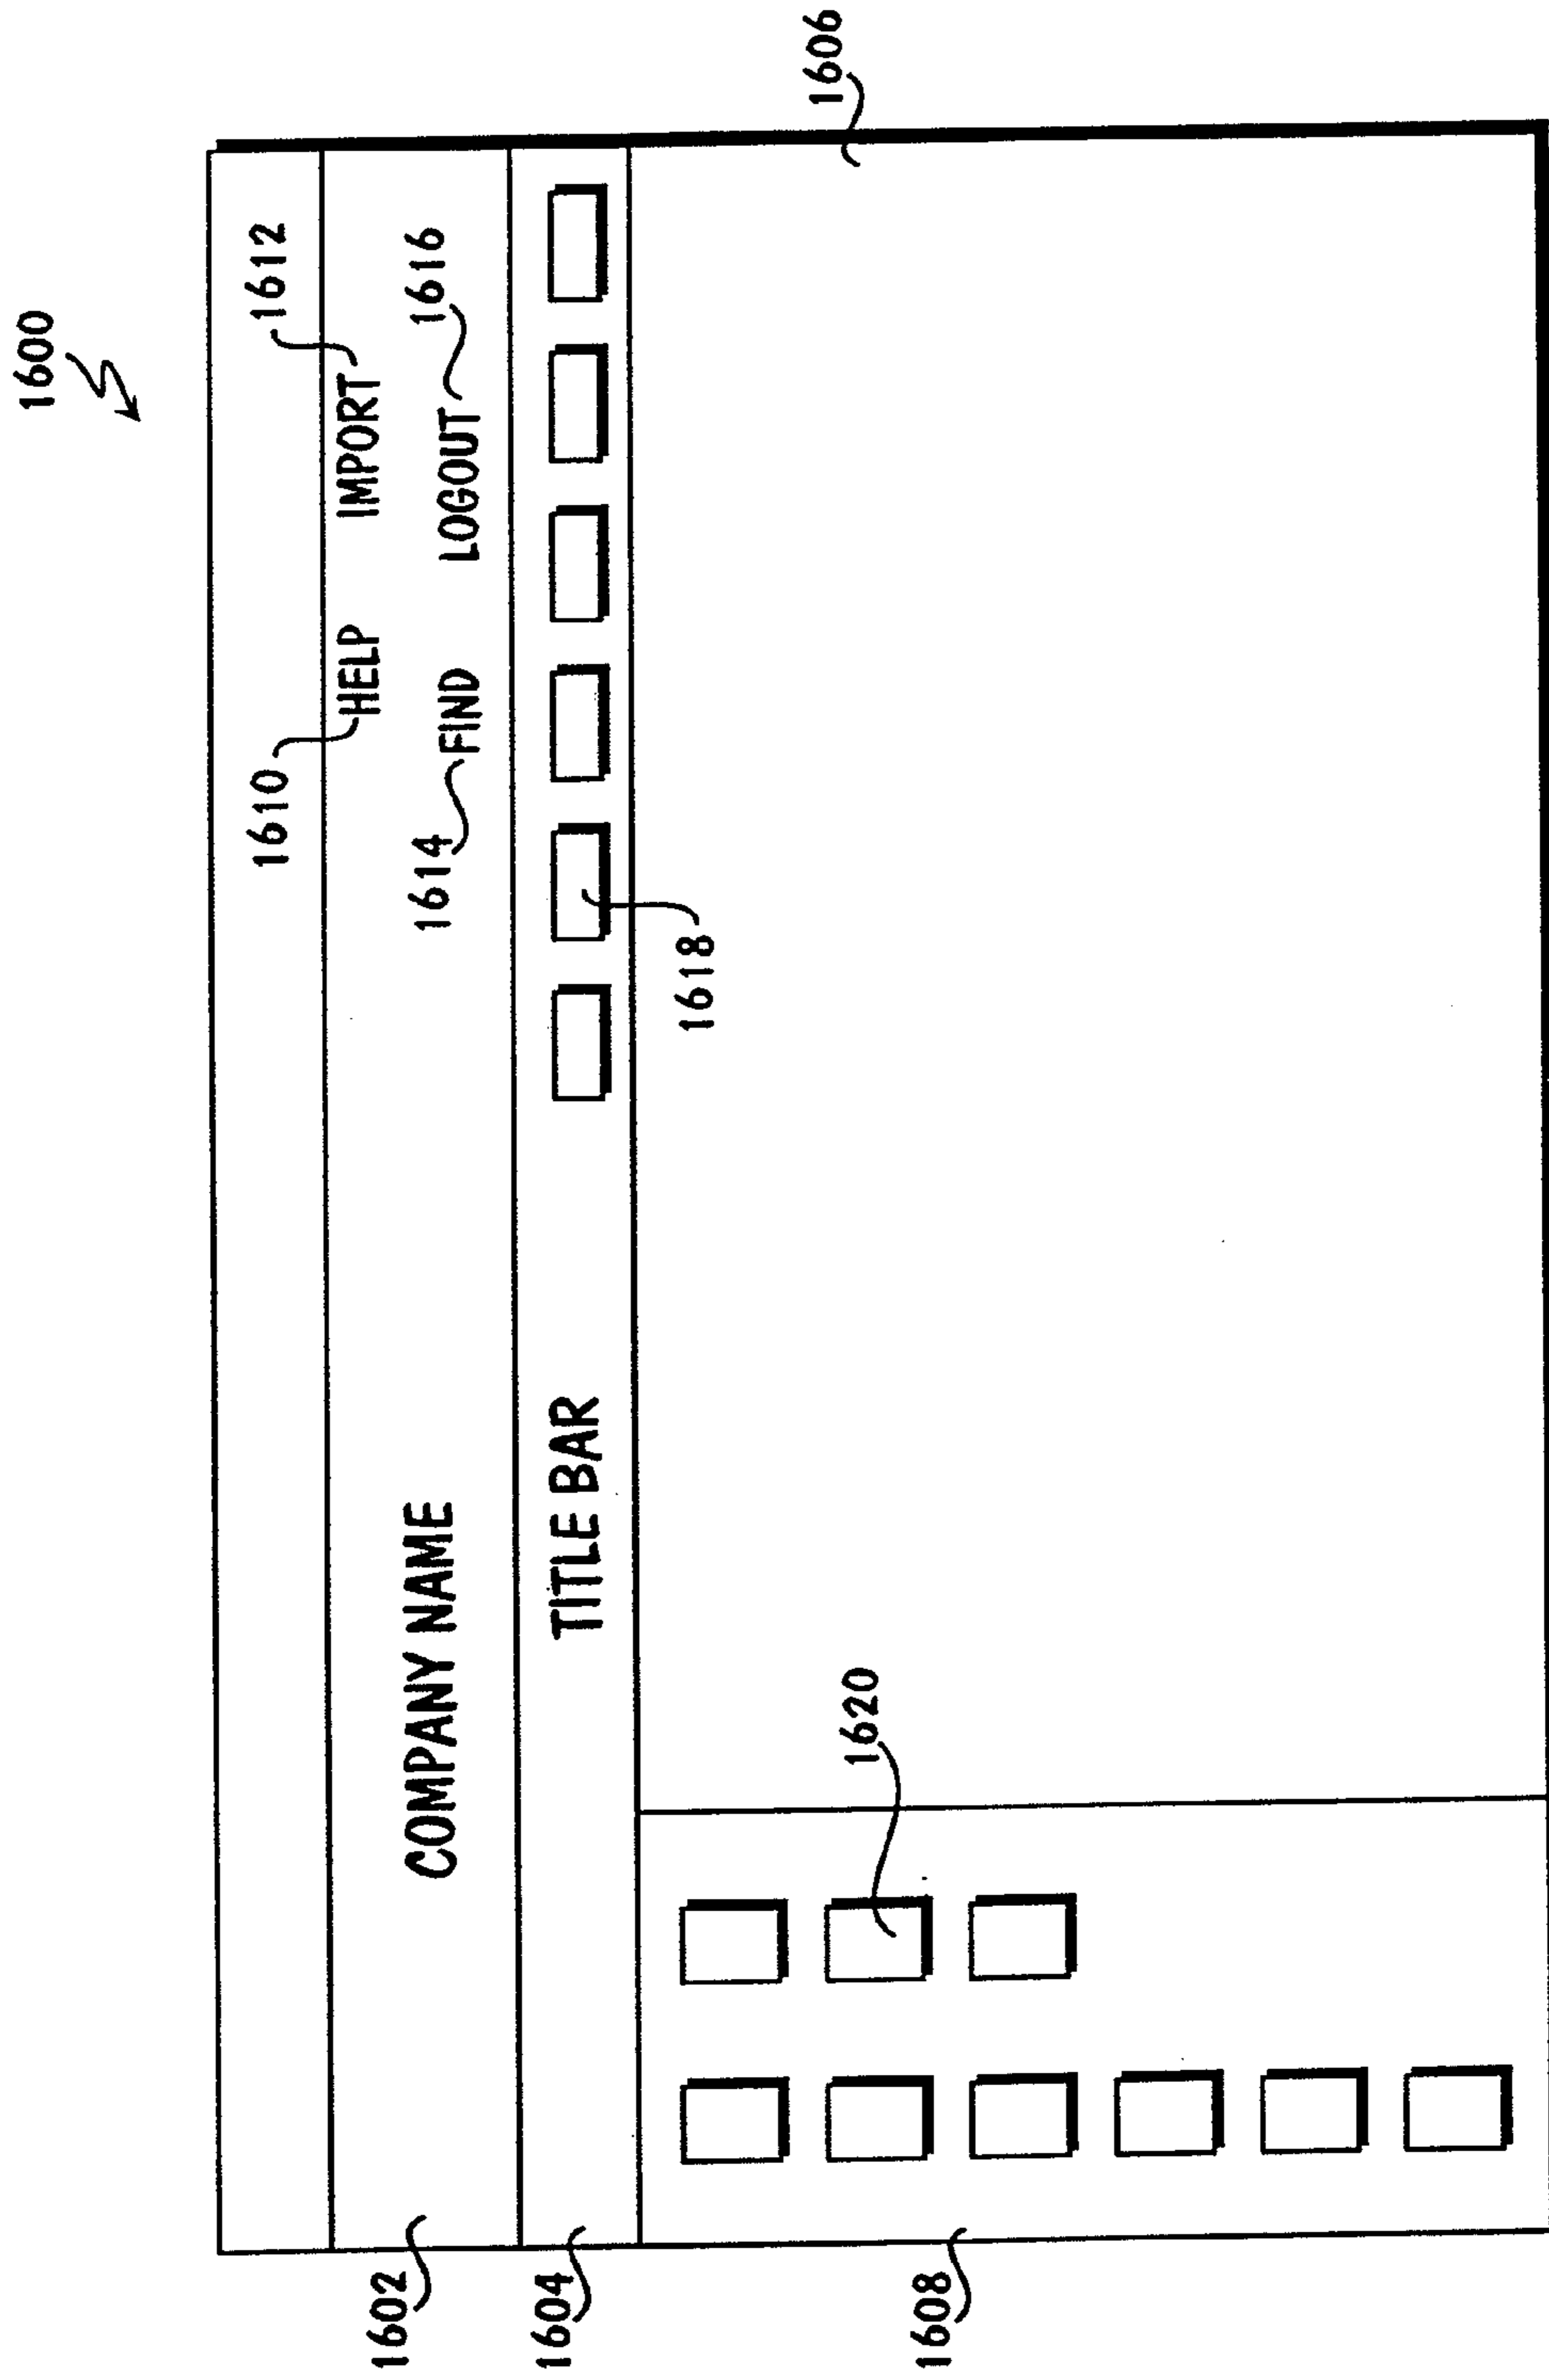 1600
1610 HELP IMPORT 1612
1602 COMPANY NAME 1614 FIND LOGOUT 1616
1604 TITLE BAR
1618
1620 1606
1608